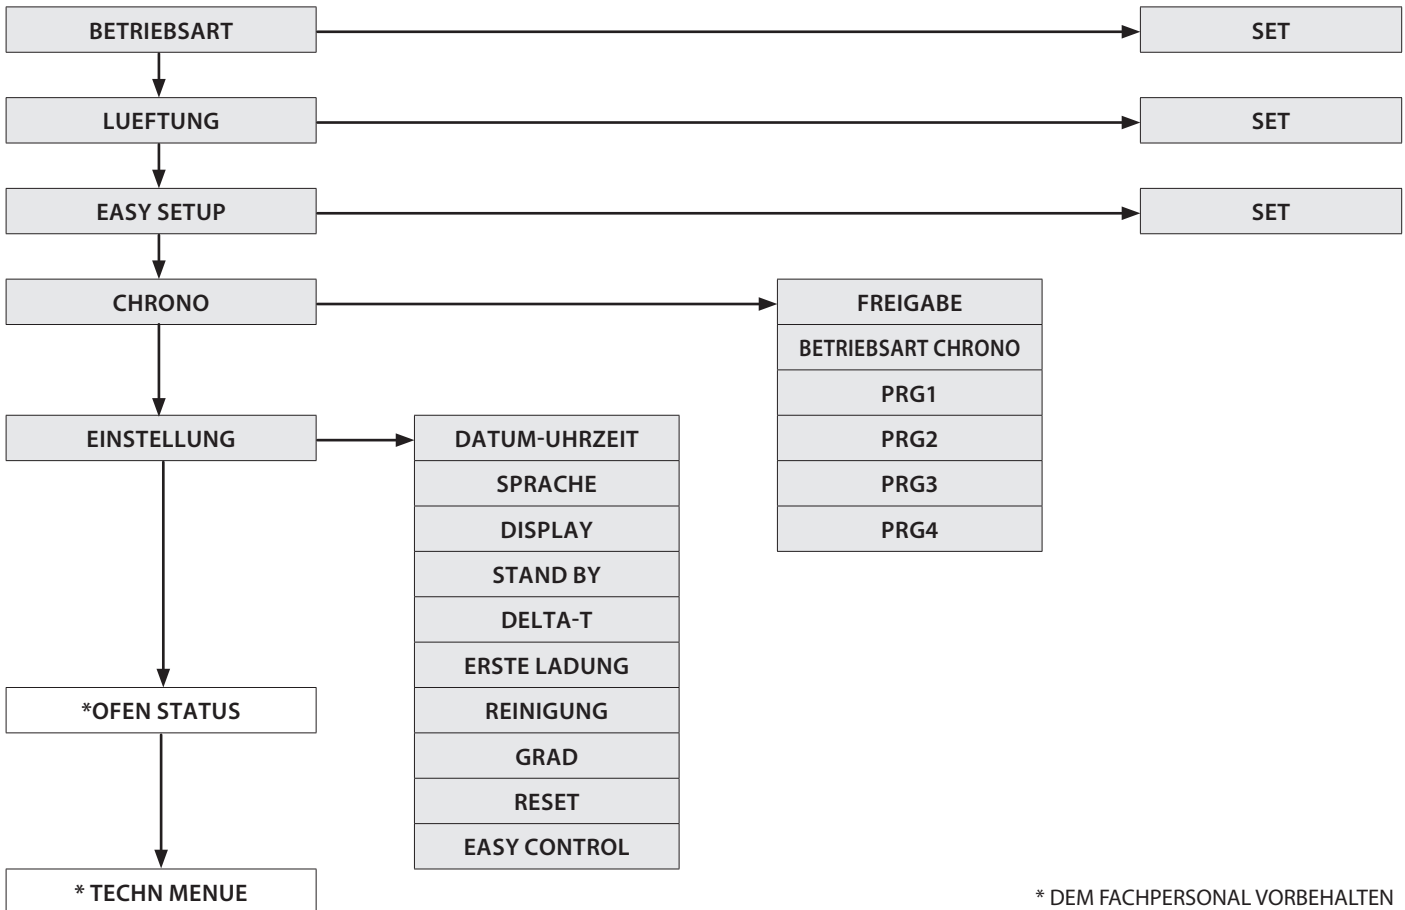 BETRIEBSART
SET
LUEFTUNG
SET
EASY SETUP
SET
CHRONO
FREIGABE
BETRIEBSART CHRONO
PRG1
PRG2
PRG3
PRG4
EINSTELLUNG
DATUM-UHRZEIT
SPRACHE
DISPLAY
STAND BY
DELTA-T
ERSTE LADUNG
REINIGUNG
GRAD
RESET
EASY CONTROL
*OFEN STATUS
* TECHN MENUE
* DEM FACHPERSONAL VORBEHALTEN